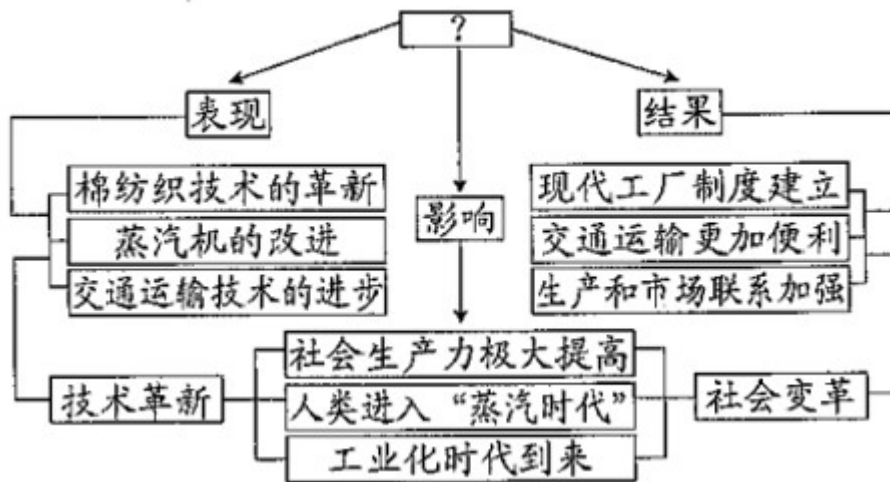 ?
表现
结果
棉纺织技术的革新
蒸汽机的改进
交通运输技术的进步
影响
现代工厂制度建立
交通运输更加便利
生产和市场联系加强
社会生产力极大提高
技术革新
人类进入“蒸汽时代”
社会变革
工业化时代到来